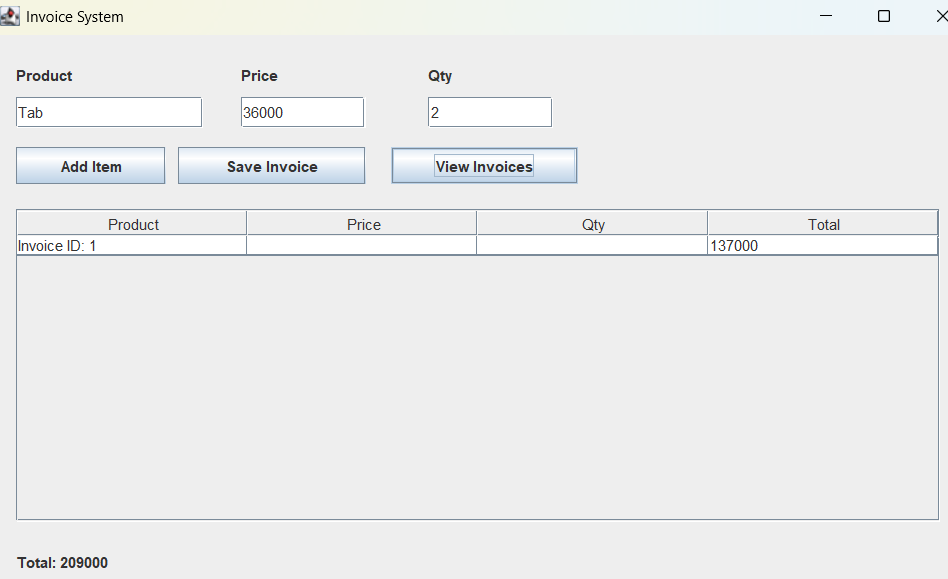 Invoice System
Product Price Qty
Tab 36000 2
Add Item Save Invoice View Invoices
Product Price Qty Total
Invoice ID: 1 137000
Total: 209000